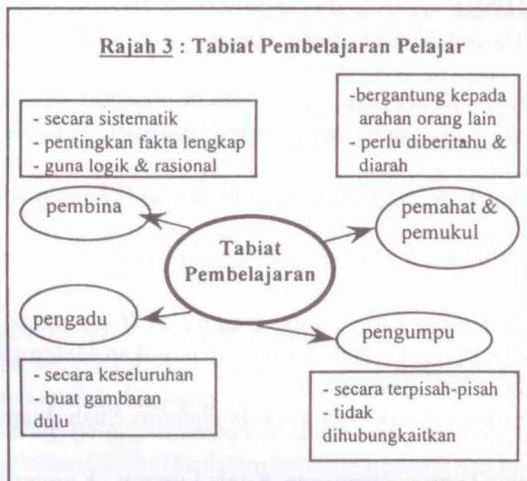 Rajah 3 : Tabiat Pembelajaran Pelajar
- secara sistematik
- pentingkan fakta lengkap
- guna logik & rasional
-bergantung kepada
arahan orang lain
- perlu diberitahu &
diarah
pembina
pemahat &
pemukul
Tabiat
Pembelajaran
pengadu
pengumpu
- secara keseluruhan
- buat gambaran
dulu
- secara terpisah-pisah
- tidak
dihubungkaitkan